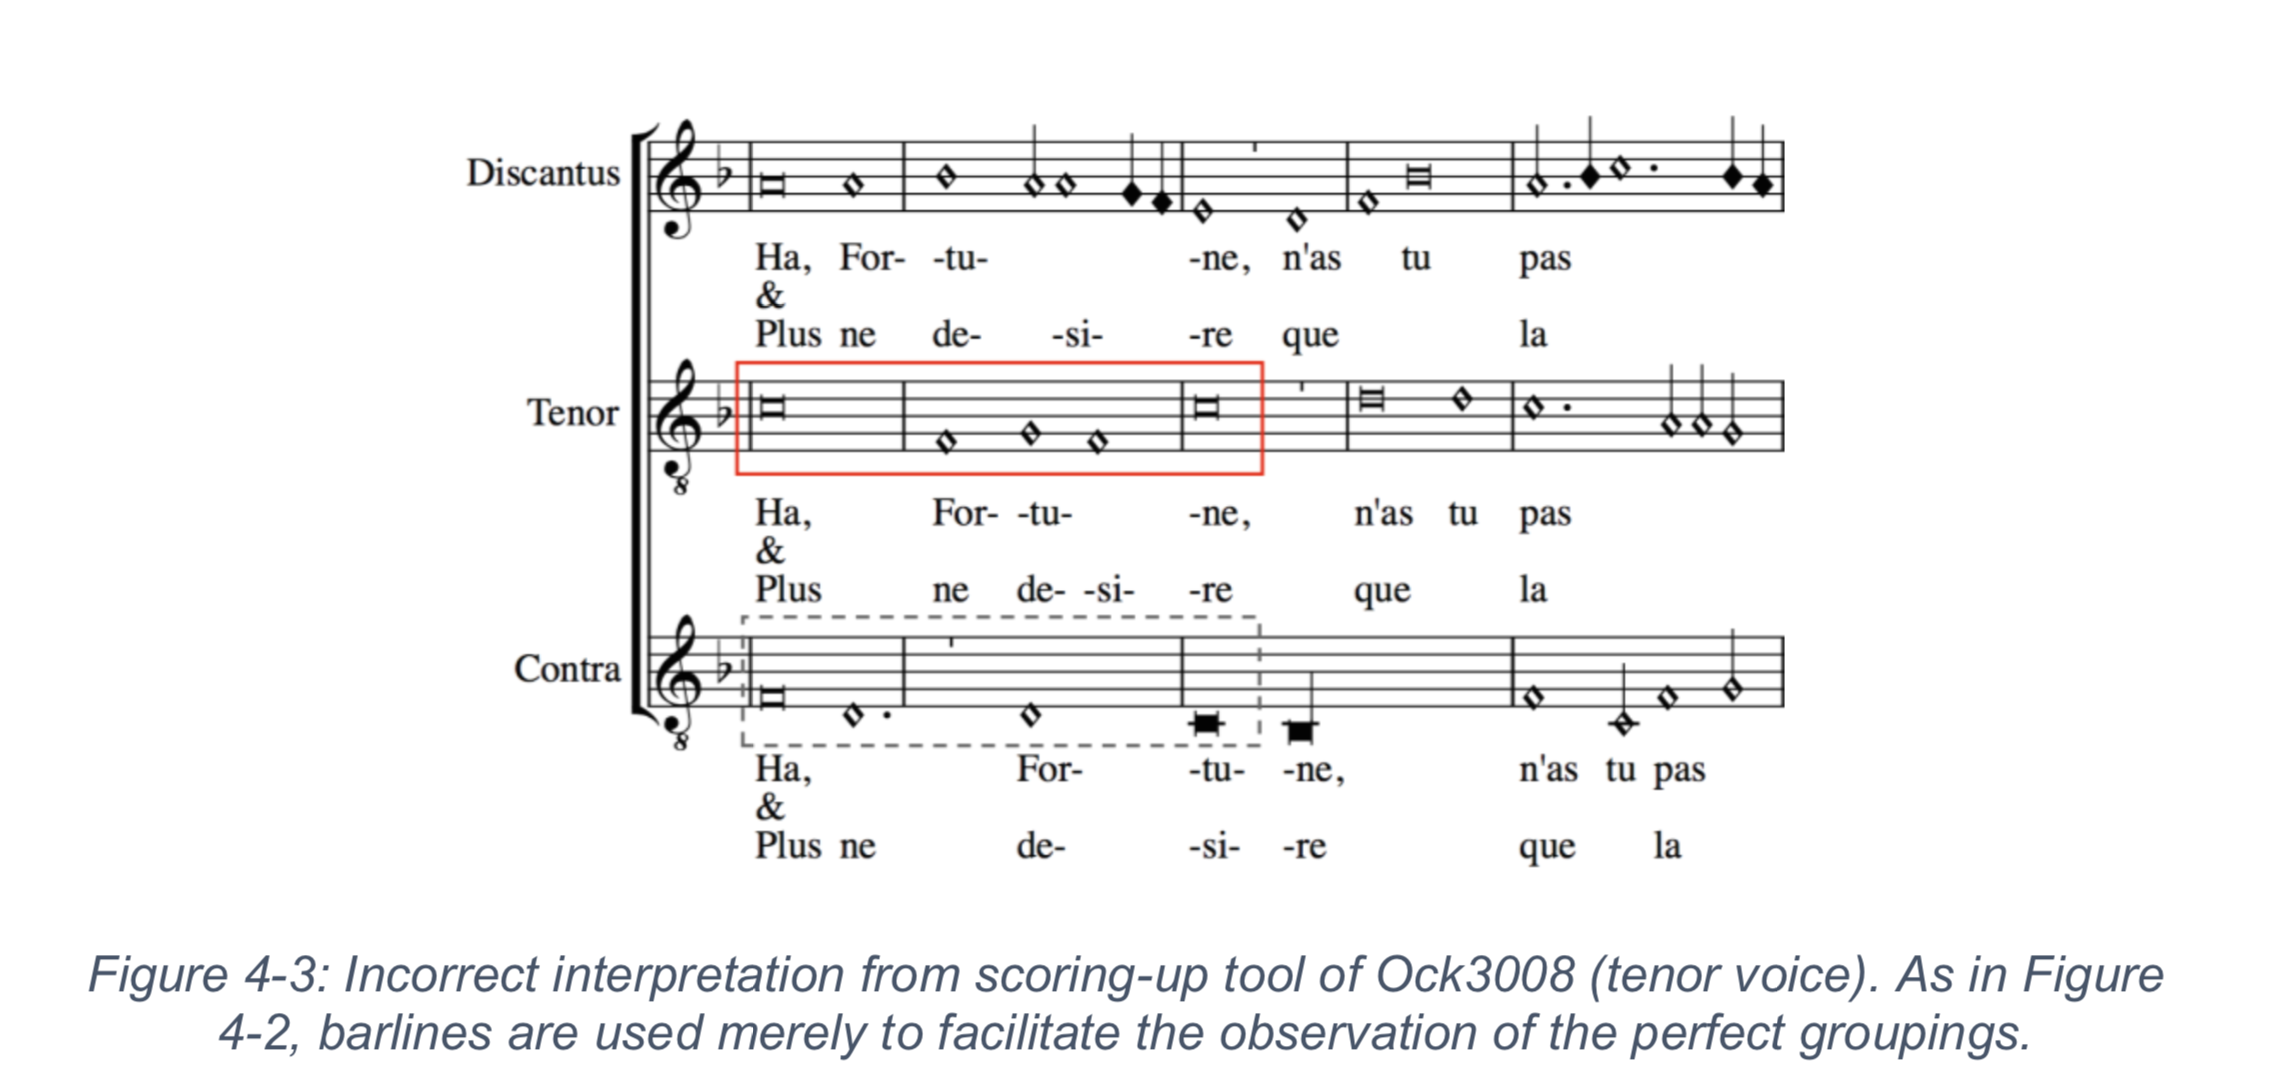 Discantus
Ha, For- -tu- -ne, n'as tu pas
&
Plus ne de- -si- -re que la
Tenor
8
Ha, For- -tu- -ne, n'as tu pas
&
Plus ne de- -si- -re que la
Contra
8
Ha, For- -tu- -ne, n'as tu pas
&
Plus ne de- -si- -re que la
Figure 4-3: Incorrect interpretation from scoring-up tool of Ock3008 (tenor voice). As in Figure
4-2, barlines are used merely to facilitate the observation of the perfect groupings.